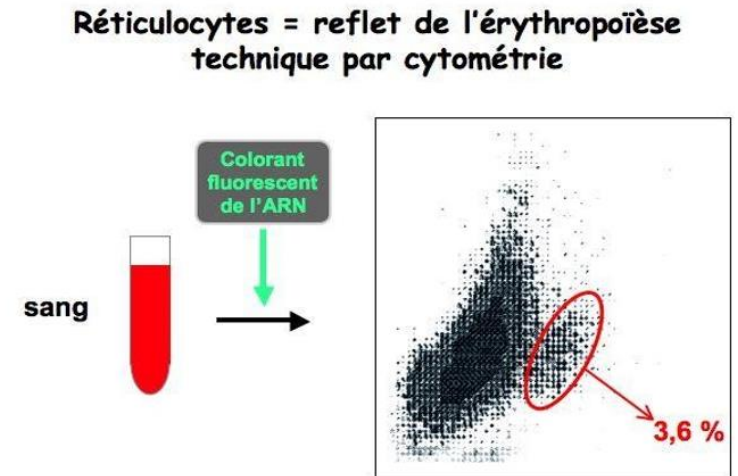 Réticulocytes = reflet de l'érythropoïèse
technique par cytométrie
Colorant
fluorescent
de l'ARN
sang
3,6 %